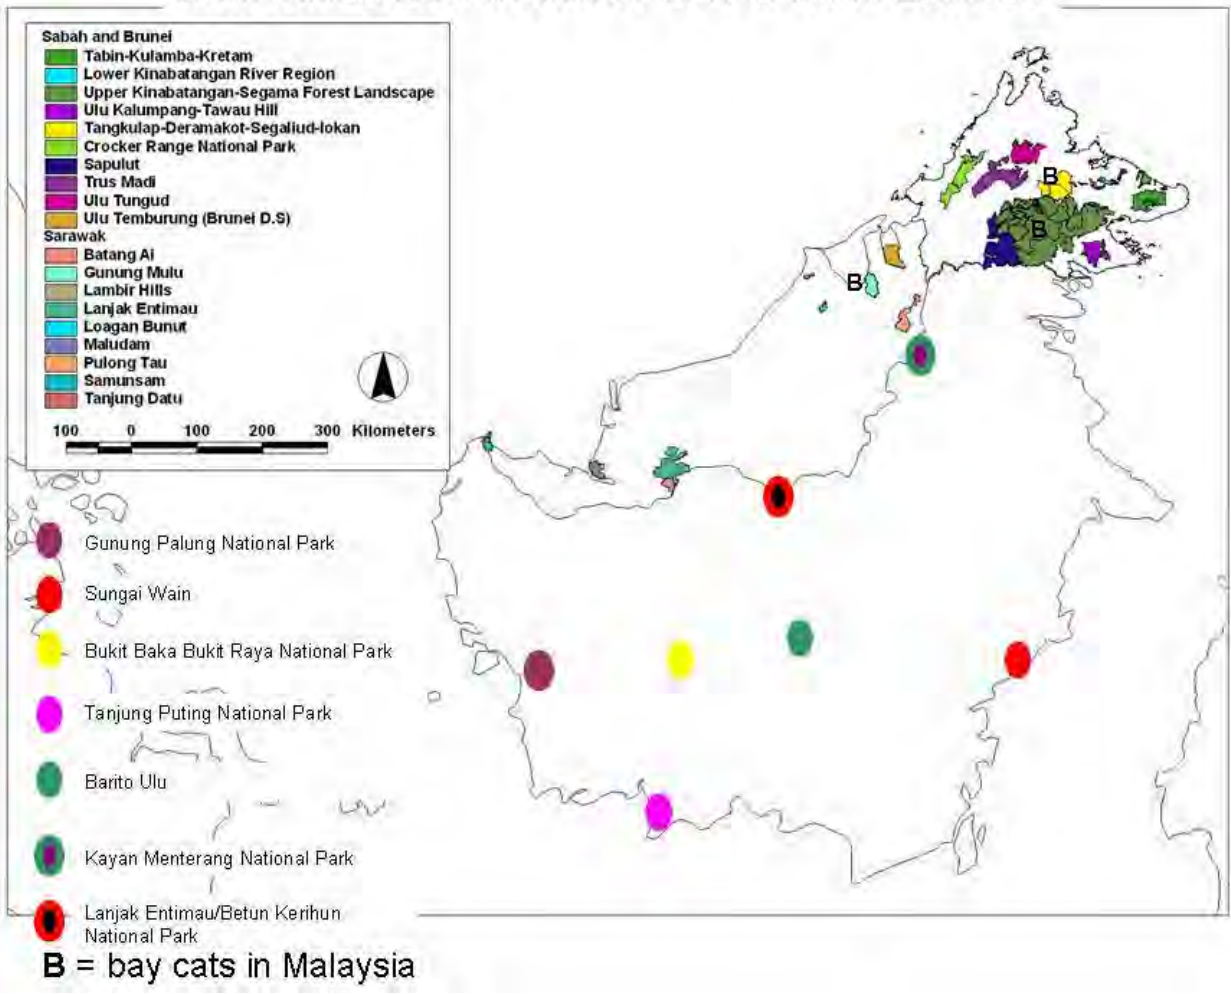 Sabah and Brunei
Tabin-Kulamba-Kretam
Lower Kinabatangan River Region
Upper Kinabatangan-Segama Forest Landscape
Ulu Kalumpang-Tawau Hill
Tangkulap-Deramakot-Segaliud-lokan
Crocker Range National Park
Sapulut
Trus Madi
Ulu Tungud
Ulu Temburung (Brunei D.S)
Sarawak
Batang Ai
Gunung Mulu
Lambir Hills
Lanjak Entimau
Loagan Bunut
Maludam
Pulong Tau
Samunsam
Tanjung Datu
100 0 100 200 300 Kilometers
B
B
B
Gunung Palung National Park
Sungai Wain
Bukit Baka Bukit Raya National Park
Tanjung Puting National Park
Barito Ulu
Kayan Menterang National Park
Lanjak Entimau/Betun Kerihun
National Park
B = bay cats in Malaysia